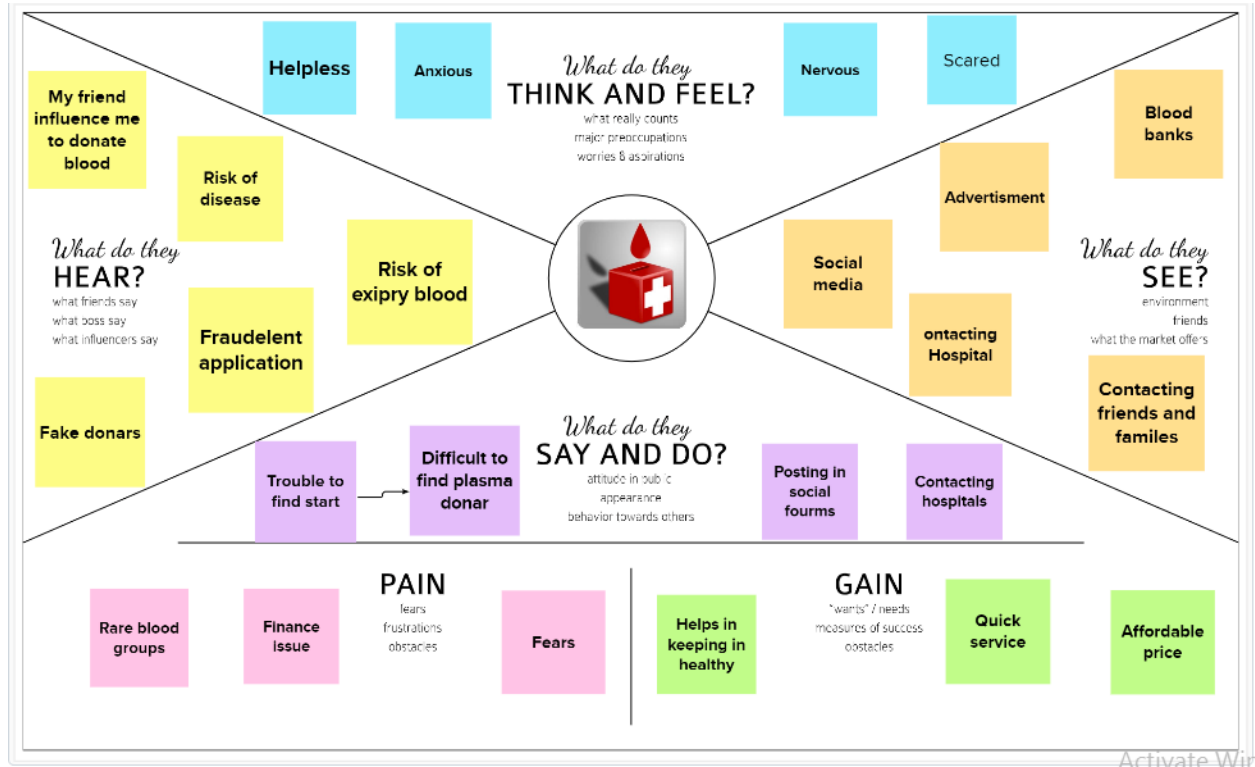 Helpless
Anxious
What do they
THINK AND FEEL?
what really counts
major preoccupations
worries & aspirations
Nervous
Scared
My friend
influence me
to donate
blood
Risk of
disease
Risk of
exipry blood
What do they
HEAR?
what friends say
what boss say
what influencers say
Fraudelent
application
Fake donars
Blood
banks
Advertisment
Social
media
What do they
SEE?
environment
friends
what the market offers
ontacting
Hospital
Contacting
friends and
familes
What do they
SAY AND DO?
attitude in public
appearance
behavior towards others
Trouble to
find start
Difficult to
find plasma
donar
Posting in
social
fourms
Contacting
hospitals
PAIN
fears
frustrations
obstacles
Rare blood
groups
Finance
issue
Fears
GAIN
"wants" / needs
measures of success
obstacles
Helps in
keeping in
healthy
Quick
service
Affordable
price
Activate Win